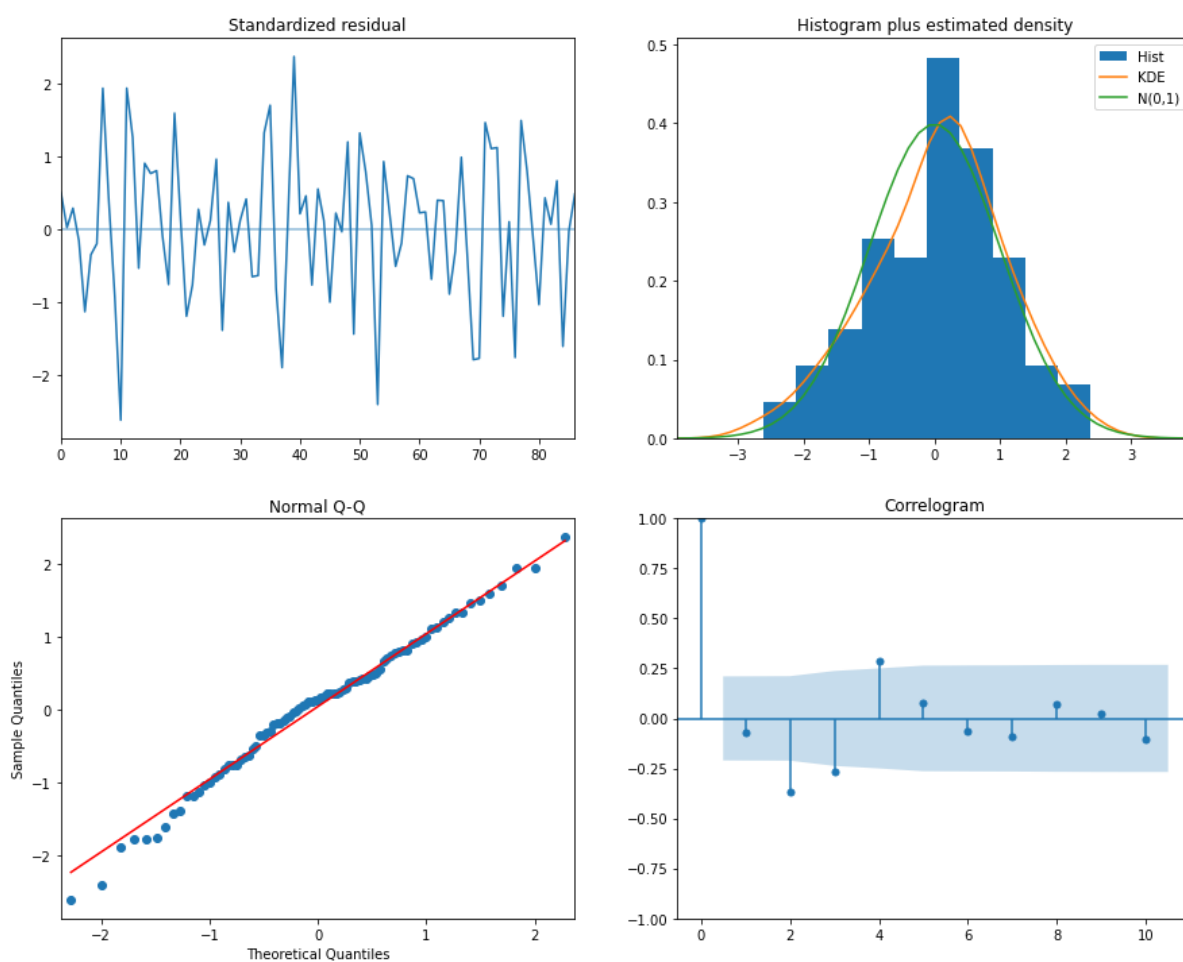 Standardized residual
2
1
0
−1
−2
0 10 20 30 40 50 60 70 80
Histogram plus estimated density
0.5
0.4
0.3
0.2
0.1
0.0
Hist
KDE
N(0,1)
−3 −2 −1 0 1 2 3
Normal Q-Q
Sample Quantiles
2
1
0
−1
−2
−2 −1 0 1 2
Theoretical Quantiles
Correlogram
1.00
0.75
0.50
0.25
0.00
−0.25
−0.50
−0.75
−1.00
0 2 4 6 8 10